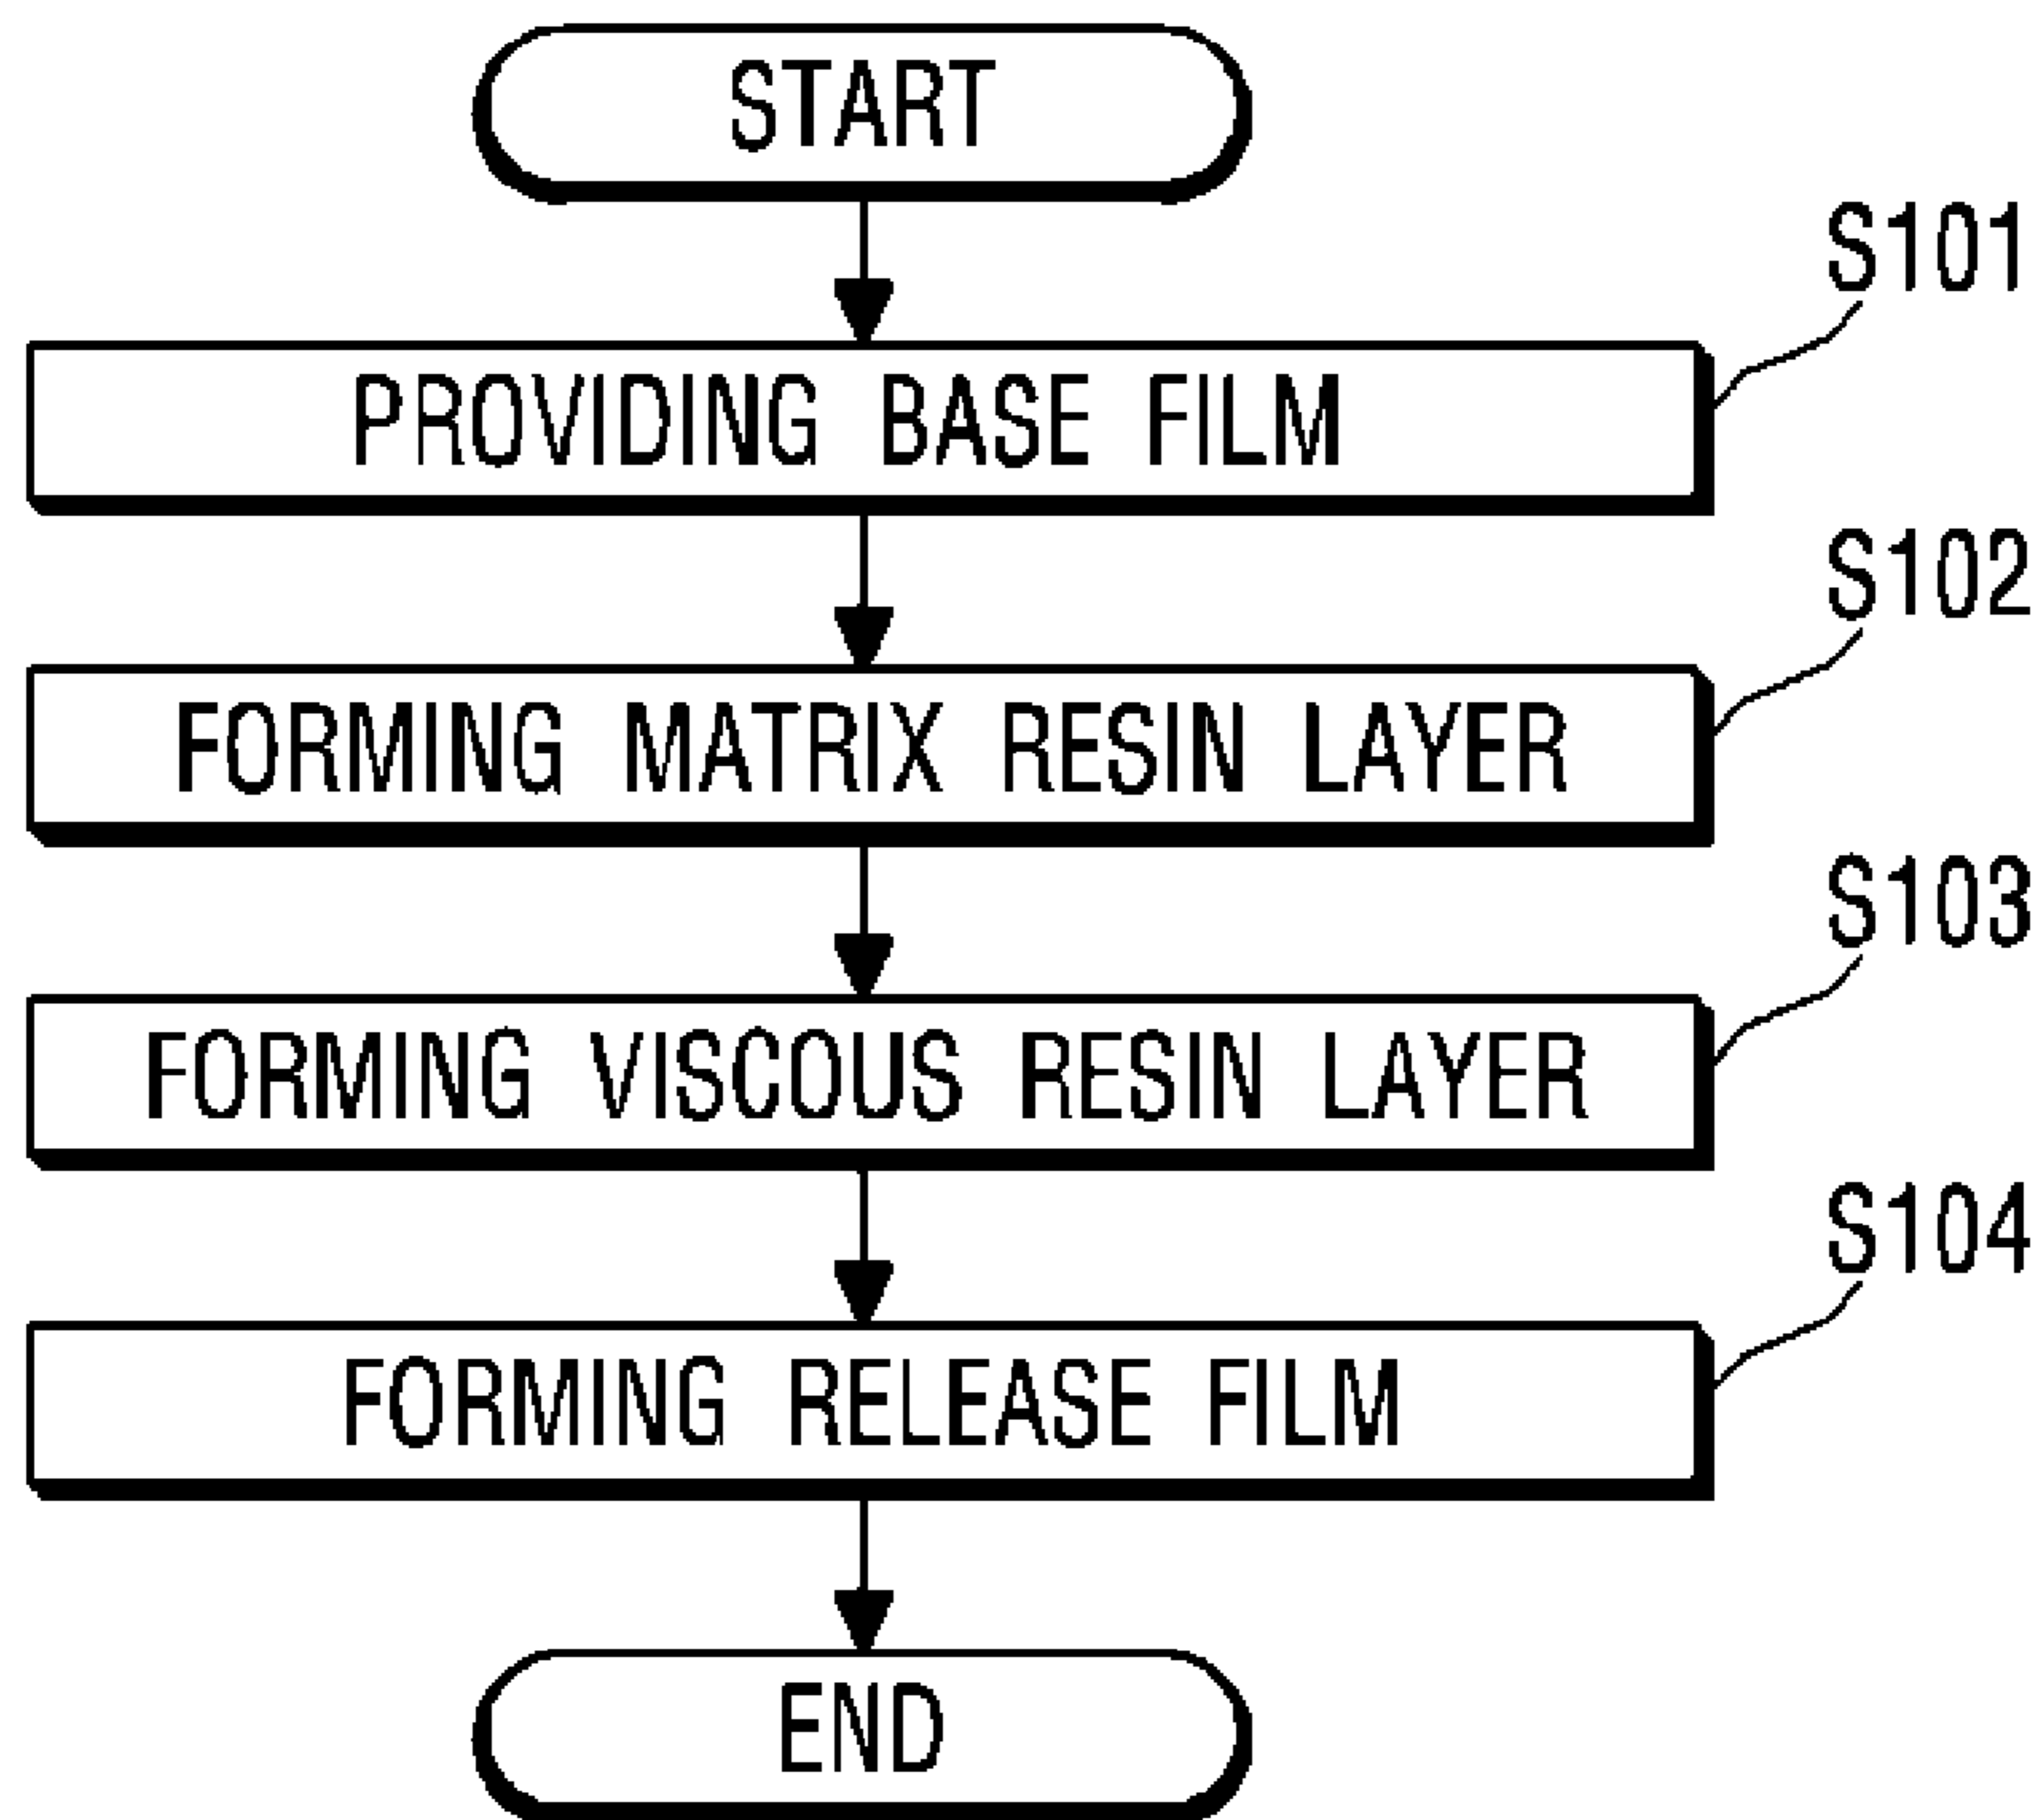 START
S101
PROVIDING BASE FILM
S102
FORMING MATRIX RESIN LAYER
S103
FORMING VISCOUS RESIN LAYER
S104
FORMING RELEASE FILM
END